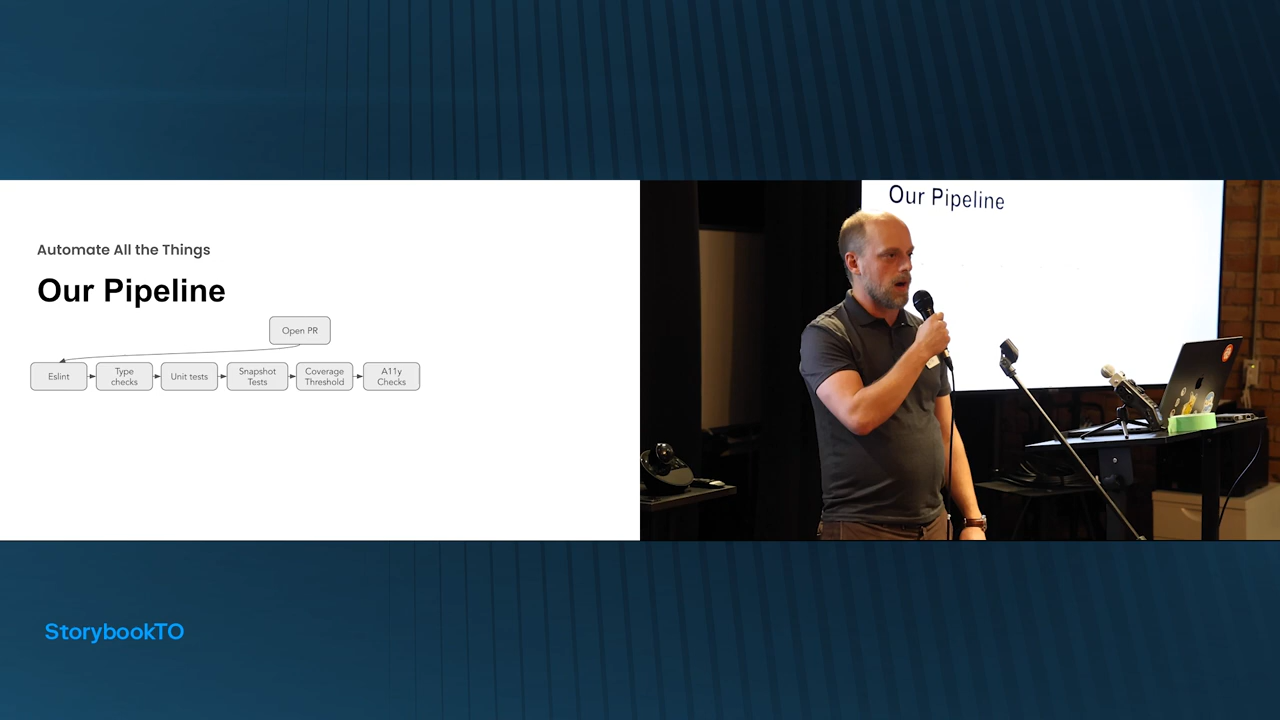 Automate All the Things
Our Pipeline
Open PR
Eslint
Type
checks
Unit tests
Snapshot
Tests
Coverage
Threshold
A11y
Checks
Our Pipeline
StorybookTO